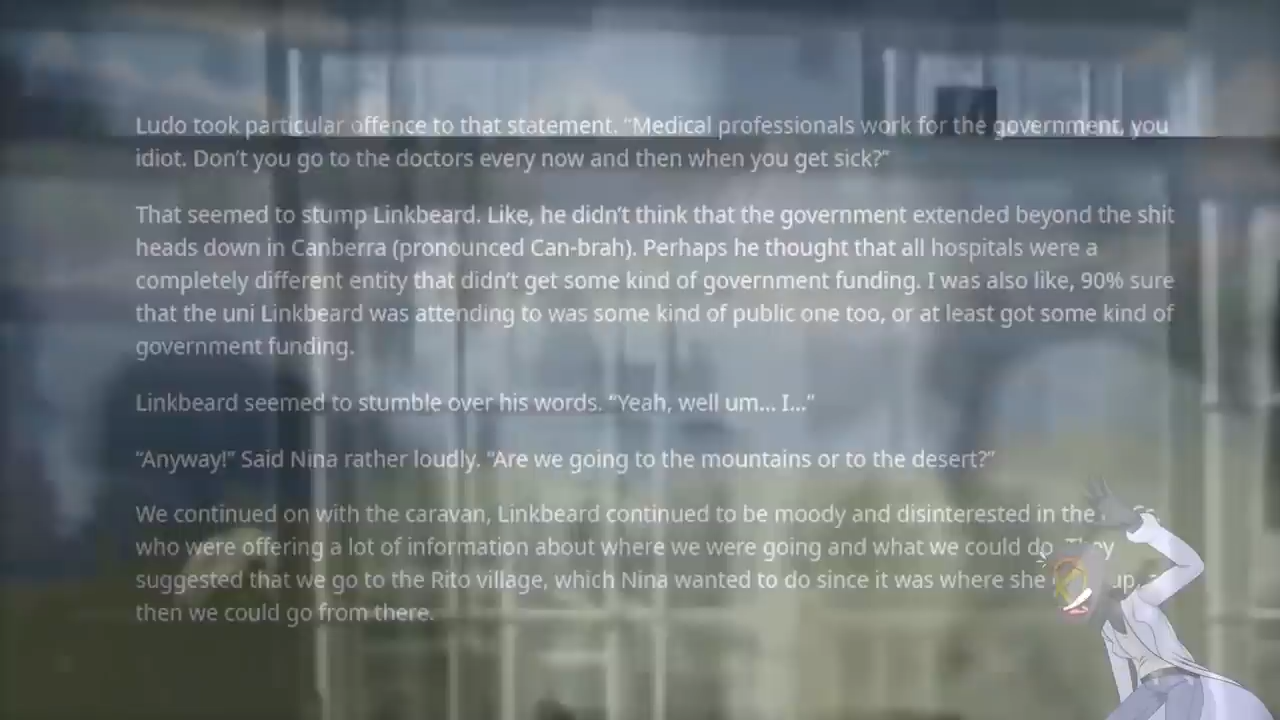 Ludo took particular offence to that statement. “Medical professionals work for the government, you
idiot. Don’t you go to the doctors every now and then when you get sick?”
That seemed to stump Linkbeard. Like, he didn’t think that the government extended beyond the shit
heads down in Canberra (pronounced Can-brah). Perhaps he thought that all hospitals were a
completely different entity that didn’t get some kind of government funding. I was also like, 90% sure
that the uni Linkbeard was attending to was some kind of public one too, or at least got some kind of
government funding.
Linkbeard seemed to stumble over his words. “Yeah, well um... I...”
“Anyway!” Said Nina rather loudly. “Are we going to the mountains or to the desert?”
We continued on with the caravan, Linkbeard continued to be moody and disinterested in the
who were offering a lot of information about where we were going and what we could do. They
suggested that we go to the Rito village, which Nina wanted to do since it was where she up,
then we could go from there.